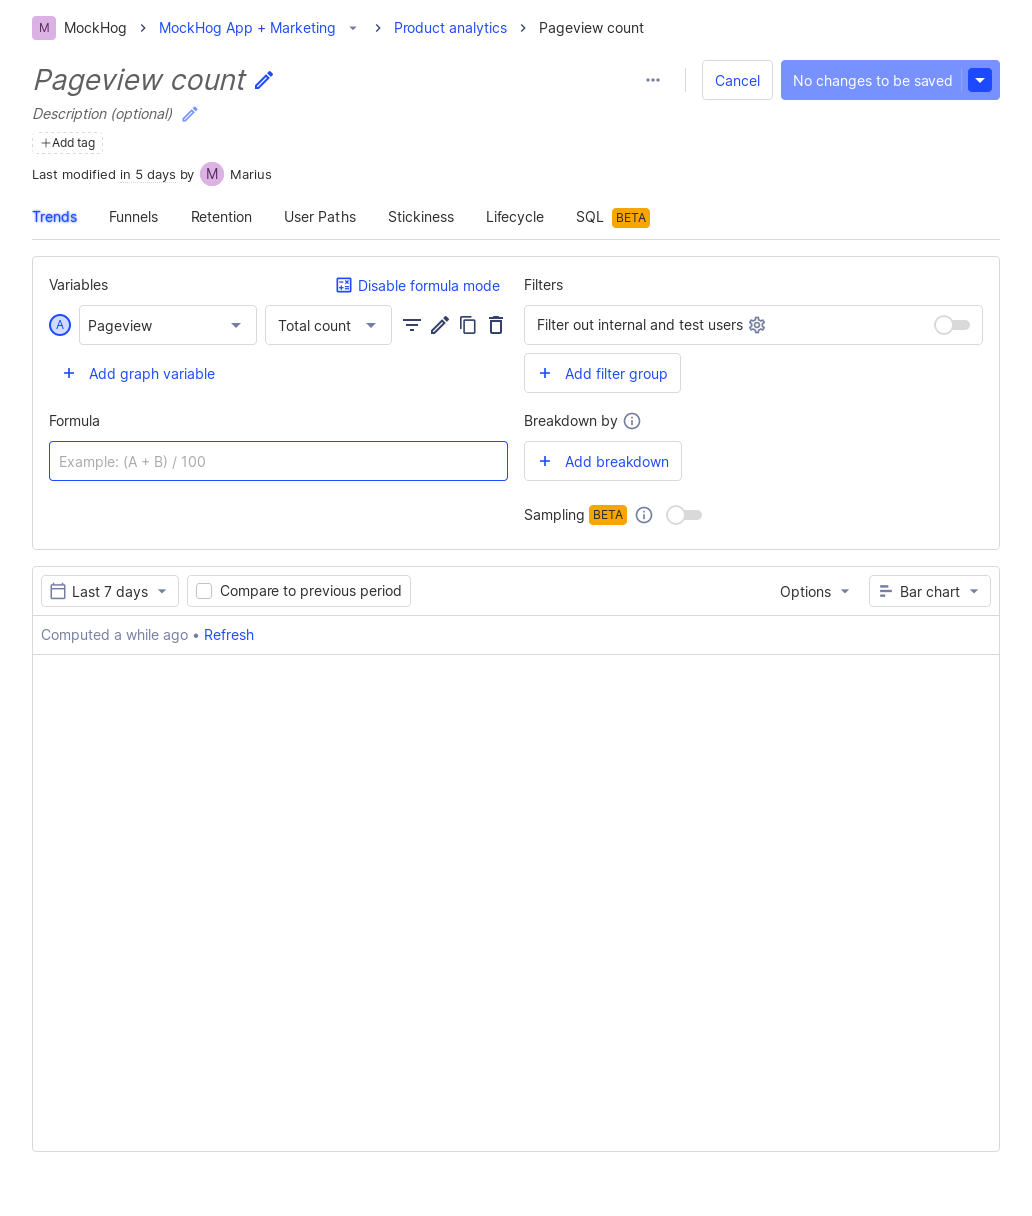 M MockHog MockHog App + Marketing Product analytics Pageview count
Pageview count
Cancel No changes to be saved
Description (optional)
Add tag
Last modified in 5 days by M Marius
Trends Funnels Retention User Paths Stickiness Lifecycle SQL BETA
Variables Disable formula mode Filters
A Pageview Total count Filter out internal and test users
Add graph variable Add filter group
Formula Breakdown by
Example: (A + B) / 100 Add breakdown
Sampling BETA
Last 7 days Compare to previous period Options Bar chart
Computed a while ago • Refresh